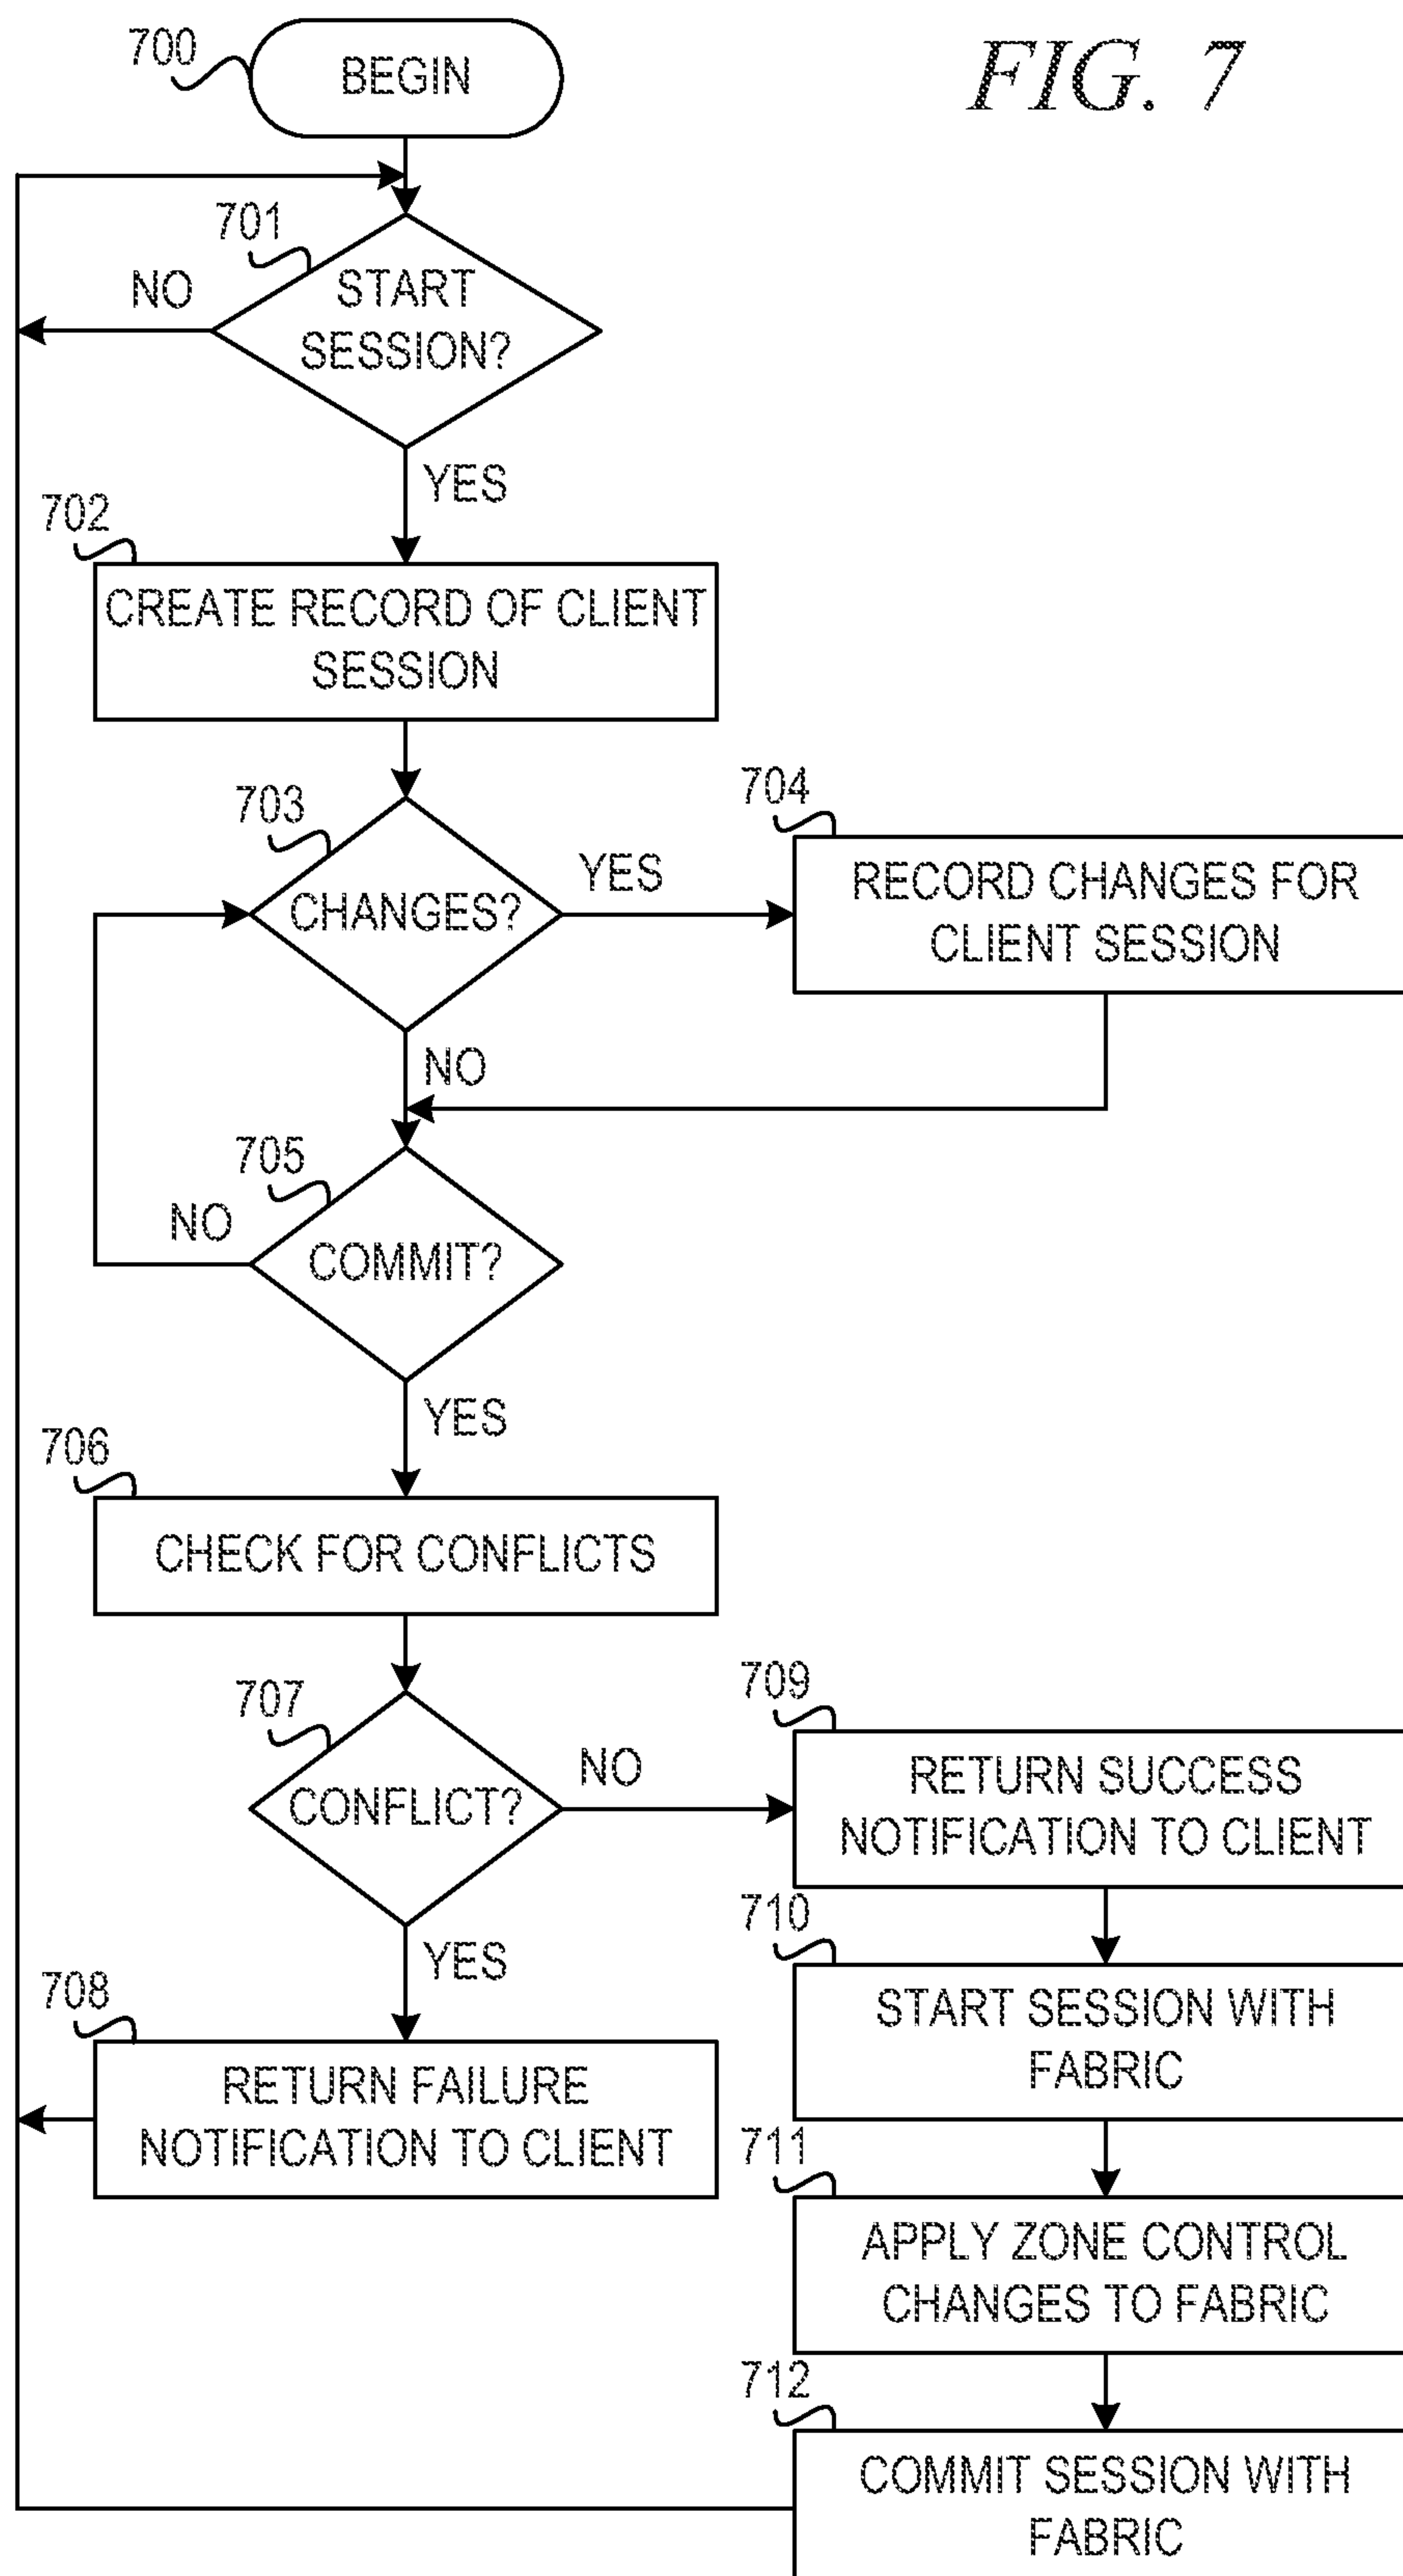 FIG. 7
700
BEGIN
701
START
SESSION?
NO
YES
702
CREATE RECORD OF CLIENT
SESSION
703
CHANGES?
YES
704
RECORD CHANGES FOR
CLIENT SESSION
NO
705
COMMIT?
NO
YES
706
CHECK FOR CONFLICTS
707
CONFLICT?
NO
YES
708
RETURN FAILURE
NOTIFICATION TO CLIENT
709
RETURN SUCCESS
NOTIFICATION TO CLIENT
710
START SESSION WITH
FABRIC
711
APPLY ZONE CONTROL
CHANGES TO FABRIC
712
COMMIT SESSION WITH
FABRIC